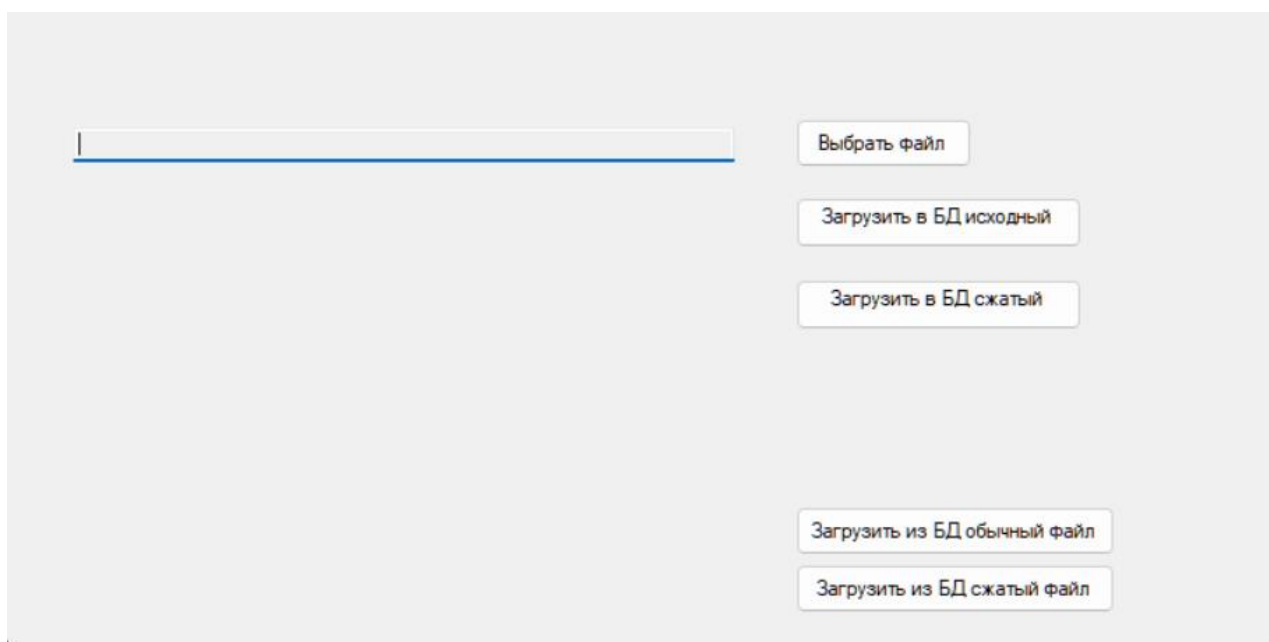 Выбрать файл
Загрузить в БД исходный
Загрузить в БД сжатый
Загрузить из БД обычный файл
Загрузить из БД сжатый файл